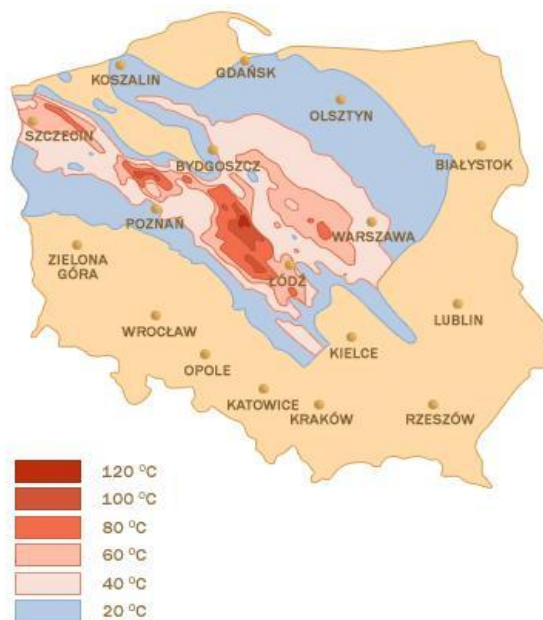 GDAŃSK
KOSZALIN
OLSZTYN
SZCZECIN
BYDGOSZCZ
BIAŁYSTOK
POZNAŃ
WARSZAWA
ZIELONA
GÓRA
ŁÓDŹ
LUBLIN
WROCŁAW
KIELCE
OPOLE
KATOWICE
KRAKÓW
RZESZÓW
120 °C
100 °C
80 °C
60 °C
40 °C
20 °C